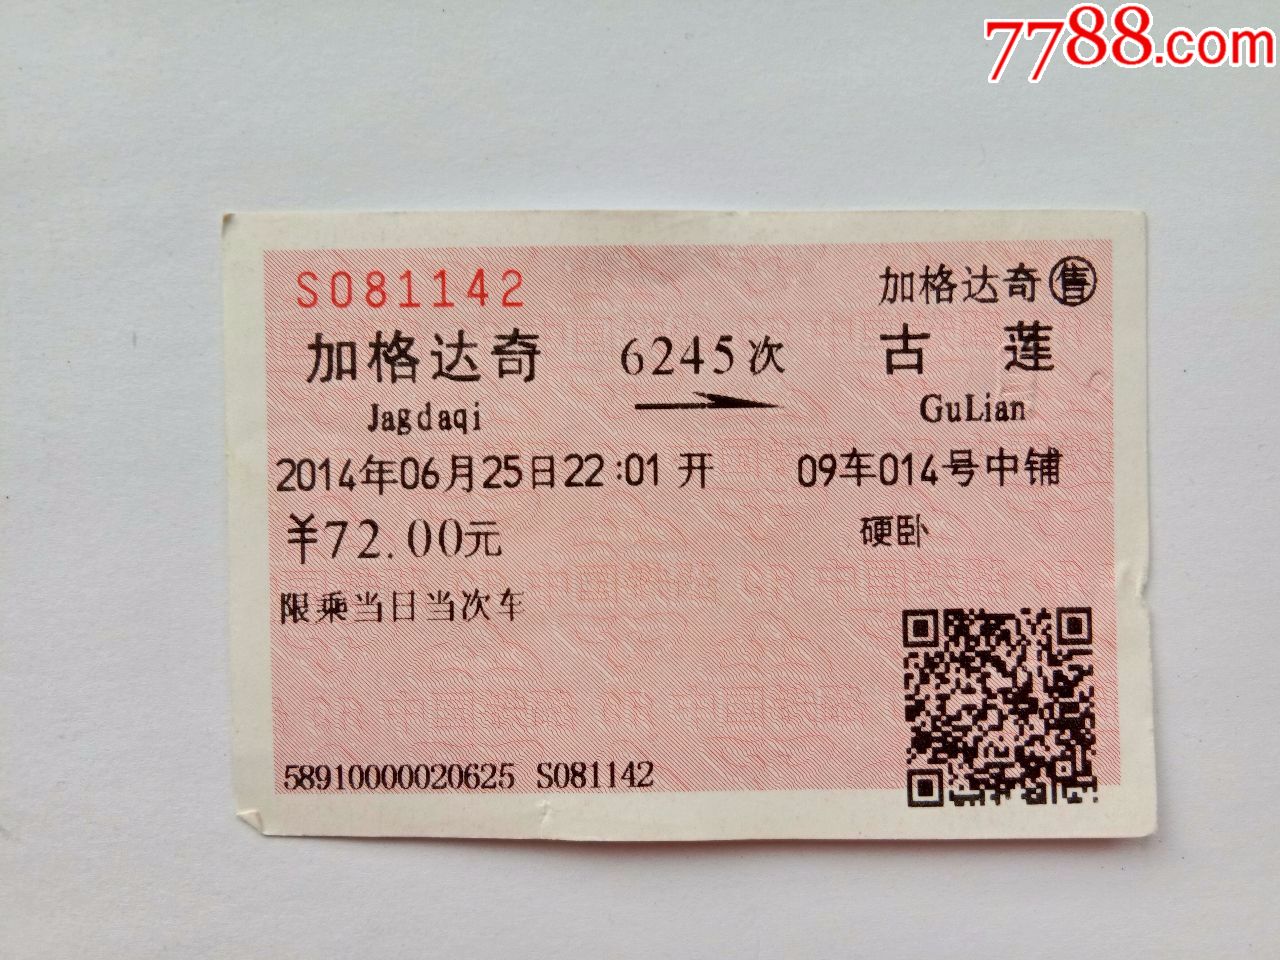 7788.com
S081142
加格达奇售
加格达奇 6245次 古莲
Jagdaqi GuLian
2014年06月25日22:01开 09车014号中铺
¥72.00元 硬卧
限乘当日当次车
58910000020625 S081142